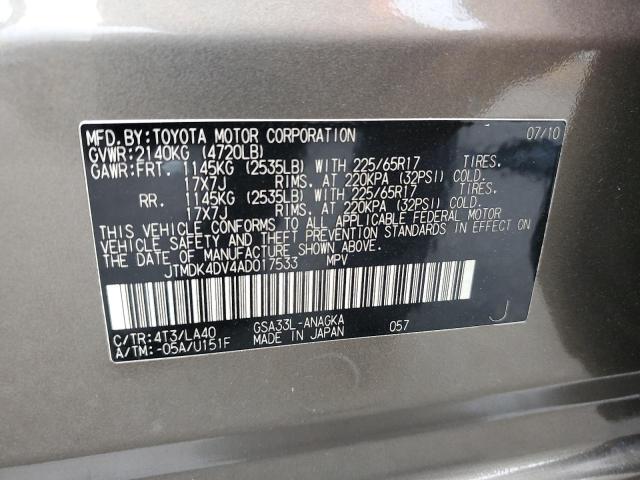 MFD.BY:TOYOTA MOTOR CORPORATION 07/10
GVWR:2140KG (4720LB)
GAWR:FRT. 1145KG (2535LB) WITH 225/65R17 TIRES.
17X7J RIMS. AT 220KPA (32PSI) COLD.
RR. 1145KG (2535LB) WITH 225/65R17 TIRES.
17X7J RIMS. AT 220KPA (32PSI) COLD.
THIS VEHICLE CONFORMS TO ALL APPLICABLE FEDERAL MOTOR
VEHICLE SAFETY AND THEFT PREVENTION STANDARDS IN EFFECT ON
THE DATE OF MANUFACTURE SHOWN ABOVE.
JTMDK4DV4AD017533 MPV
C/TR:4T3/LA40 GSA33L-ANAGKA 057 J
A/TM:-05A/U151F MADE IN JAPAN